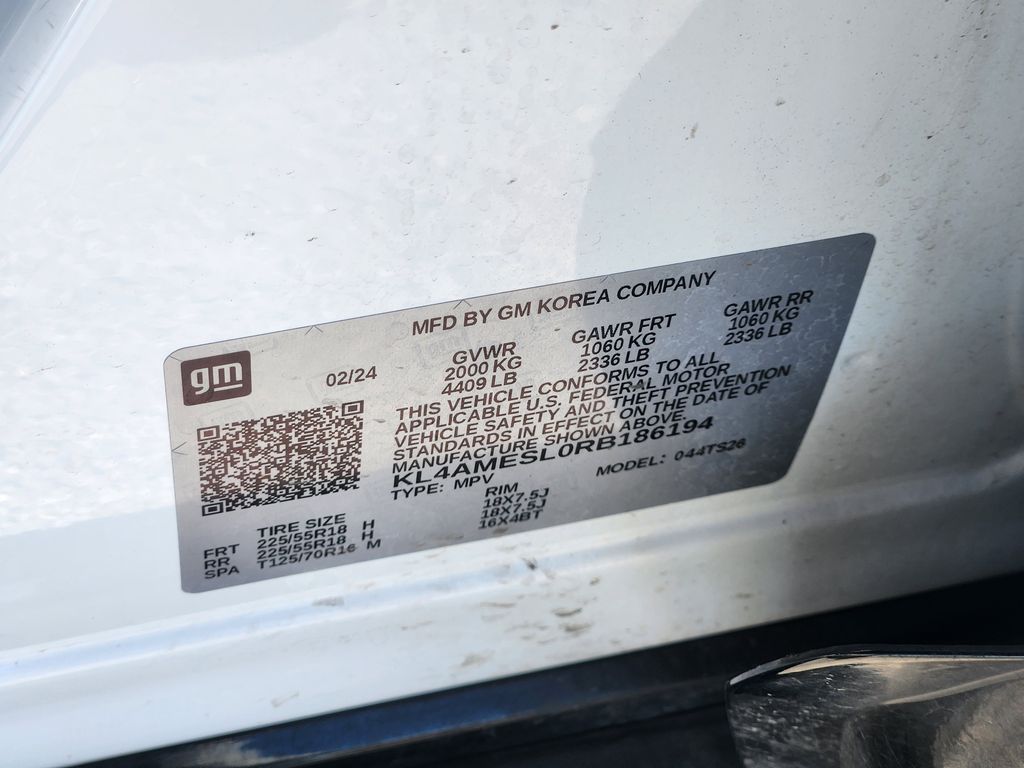 MFD BY GM KOREA COMPANY
gm
02/24
GVWR GAWR FRT GAWR RR
2000 KG 1060 KG 1060 KG
4409 LB 2336 LB 2336 LB
THIS VEHICLE CONFORMS TO ALL
APPLICABLE U.S. FEDERAL MOTOR
VEHICLE SAFETY AND THEFT PREVENTION
STANDARDS IN EFFECT ON THE DATE OF
MANUFACTURE SHOWN ABOVE.
KL4AMESL0RB186194
TYPE: MPV MODEL: 044TS26
TIRE SIZE RIM
FRT 225/55R18 H 18X7.5J
RR 225/55R18 H 18X7.5J
SPA T125/70R16 M 16X4BT